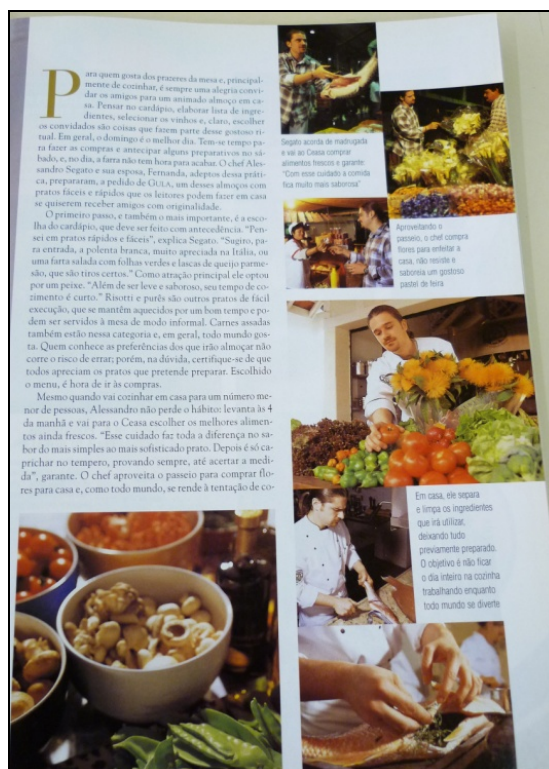 Para quem gosta dos prazeres da mesa e, principal-
mente de cozinhar, é sempre uma alegria convi-
dar os amigos para um animado almoço em ca-
sa. Pensar no cardápio, elaborar lista de ingre-
dientes, selecionar os vinhos e, claro, escolher
os convidados são coisas que fazem parte desse gostoso ri-
tual. Em geral, o domingo é o melhor dia. Tem-se tempo pa-
ra fazer as compras e antecipar alguns preparativos no sá-
bado, e, no dia, a farra não tem hora para acabar. O chef Ales-
sandro Segato e sua esposa, Fernanda, adeptos dessa práti-
ca, prepararam, a pedido de GULA, um desses almoços com
pratos fáceis e rápidos que os leitores podem fazer em casa
se quiserem receber amigos com originalidade.
O primeiro passo, e também o mais importante, é a esco-
lha do cardápio, que deve ser feito com antecedência. “Pen-
sei em pratos rápidos e fáceis”, explica Segato. “Sugiro, pa-
ra entrada, a polenta branca, muito apreciada na Itália, ou
uma farta salada com folhas verdes e lascas de queijo parme-
são, que são tiros certos.” Como atração principal ele optou
por um peixe. “Além de ser leve e saboroso, seu tempo de co-
zimento é curto.” Risotti e purês são outros pratos de fácil
execução, que se mantêm aquecidos por um bom tempo e po-
dem ser servidos à mesa de modo informal. Carnes assadas
também estão nessa categoria e, em geral, todo mundo gos-
ta. Quem conhece as preferências dos que irão almoçar não
corre o risco de errar; porém, na dúvida, certifique-se de que
todos apreciam os pratos que pretende preparar. Escolhido
o menu, é hora de ir às compras.
Mesmo quando vai cozinhar em casa para um número me-
nor de pessoas, Alessandro não perde o hábito: levanta às 4
da manhã e vai para o Ceasa escolher os melhores alimen-
tos ainda frescos. “Esse cuidado faz toda a diferença no sa-
bor do mais simples ao mais sofisticado prato. Depois é só ca-
prichar no tempero, provando sempre, até acertar a medi-
da”, garante. O chef aproveita o passeio para comprar flo-
res para casa e, como todo mundo, se rende à tentação de co-
Segato acorda de madrugada
e vai ao Ceasa comprar
alimentos frescos e garante:
“Com esse cuidado a comida
fica muito mais saborosa”
Aproveitando o
passeio, o chef compra
flores para enfeitar a
casa, não resiste e
saboreia um gostoso
pastel de feira
Em casa, ele separa
e limpa os ingredientes
que irá utilizar,
deixando tudo
previamente preparado.
O objetivo é não ficar
o dia inteiro na cozinha
trabalhando enquanto
todo mundo se diverte